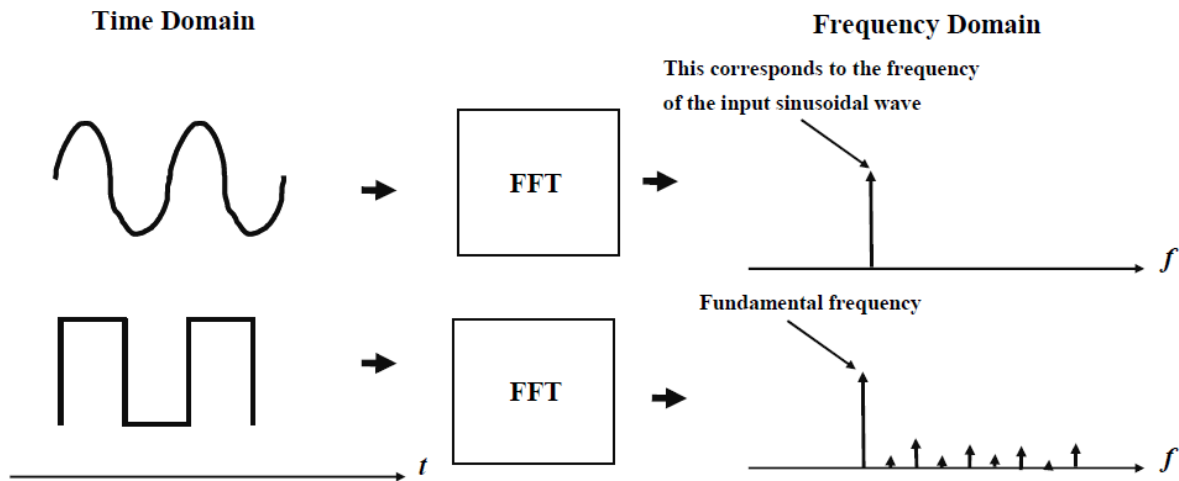 Time Domain
Frequency Domain
This corresponds to the frequency
of the input sinusoidal wave
FFT
f
Fundamental frequency
FFT
t
f